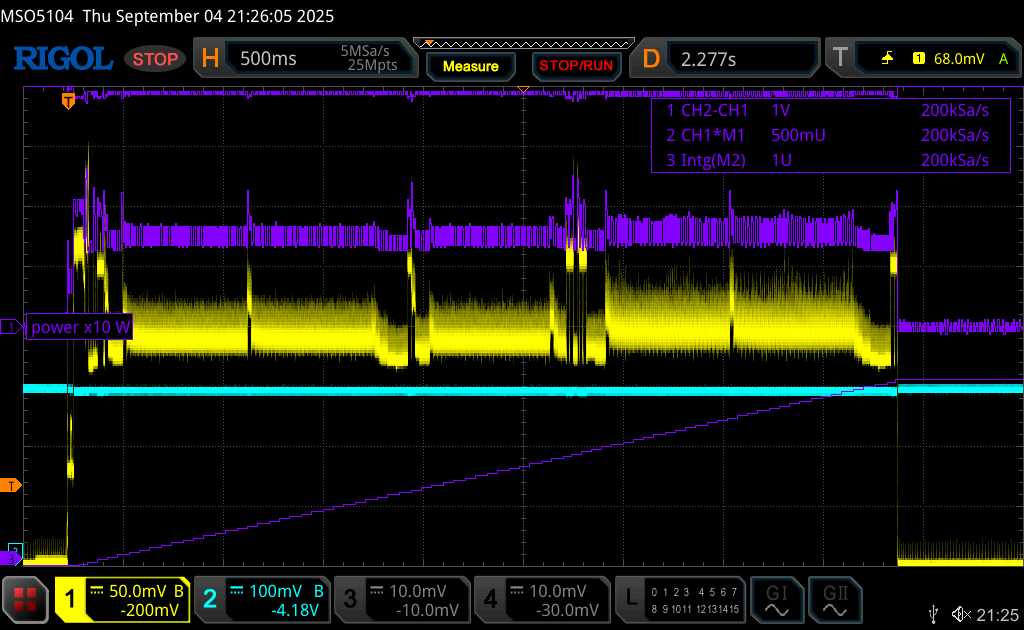 MSO5104 Thu September 04 21:26:05 2025
RIGOL STOP H 500ms 5MSa/s 25Mpts Measure STOP/RUN D 2.277s T 1 68.0mV A
T
1 CH2-CH1 1V 200kSa/s
2 CH1*M1 500mU 200kSa/s
3 Intg(M2) 1U 200kSa/s
1 power x10 W
T
2
3
1 50.0mV B -200mV
2 100mV B -4.18V
3 10.0mV -10.0mV
4 10.0mV -30.0mV
L 0 1 2 3 4 5 6 7
8 9 10 11 12 13 14 15
GI GII
21:25